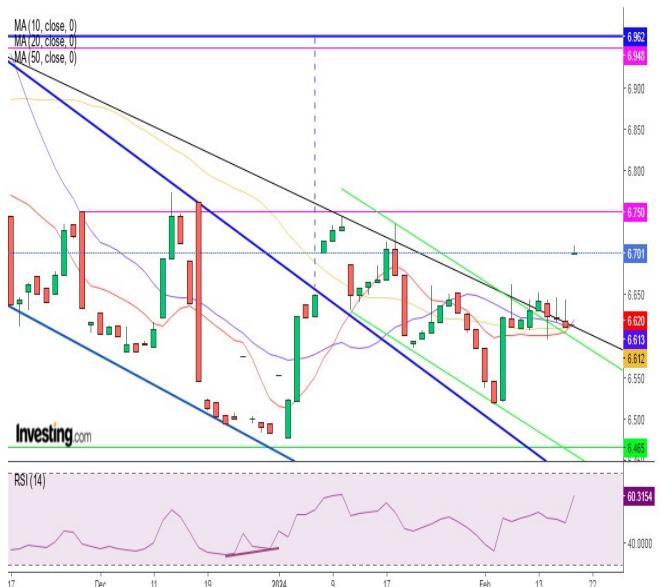 MA (10, close, 0)
MA (20, close, 0)
MA (50, close, 0)
6.962
6.948
6.900
6.850
6.800
6.750
6.701
6.650
6.620
6.613
6.612
6.550
6.500
6.465
Investing.com
RSI (14)
60.3154
40.0000
17 Dec 11 19 2024 9 17 Feb 13 22